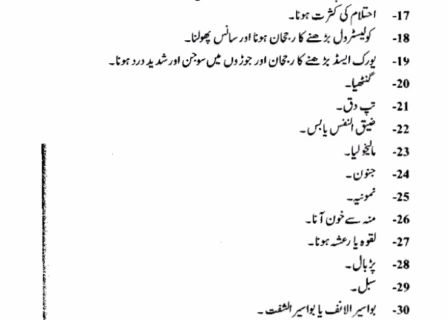 17- احتلام کی کثرت ہونا۔
18- کولیسٹرول بڑھنے کا رجحان ہونا اور سانس پھولنا۔
19- یورک ایسڈ بڑھنے کا رجحان اور جوڑوں میں سوجن اور شدید درد ہونا۔
20- گنٹھیا۔
21- تپ دق۔
22- ضیق النفس یابس۔
23- مالیخولیا۔
24- جنون۔
25- نمونیہ۔
26- منہ سے خون آنا۔
27- لقوہ یا رعشہ ہونا۔
28- پڑبال۔
29- سبل۔
30- بواسیر الانف یا بواسیر الشفت۔